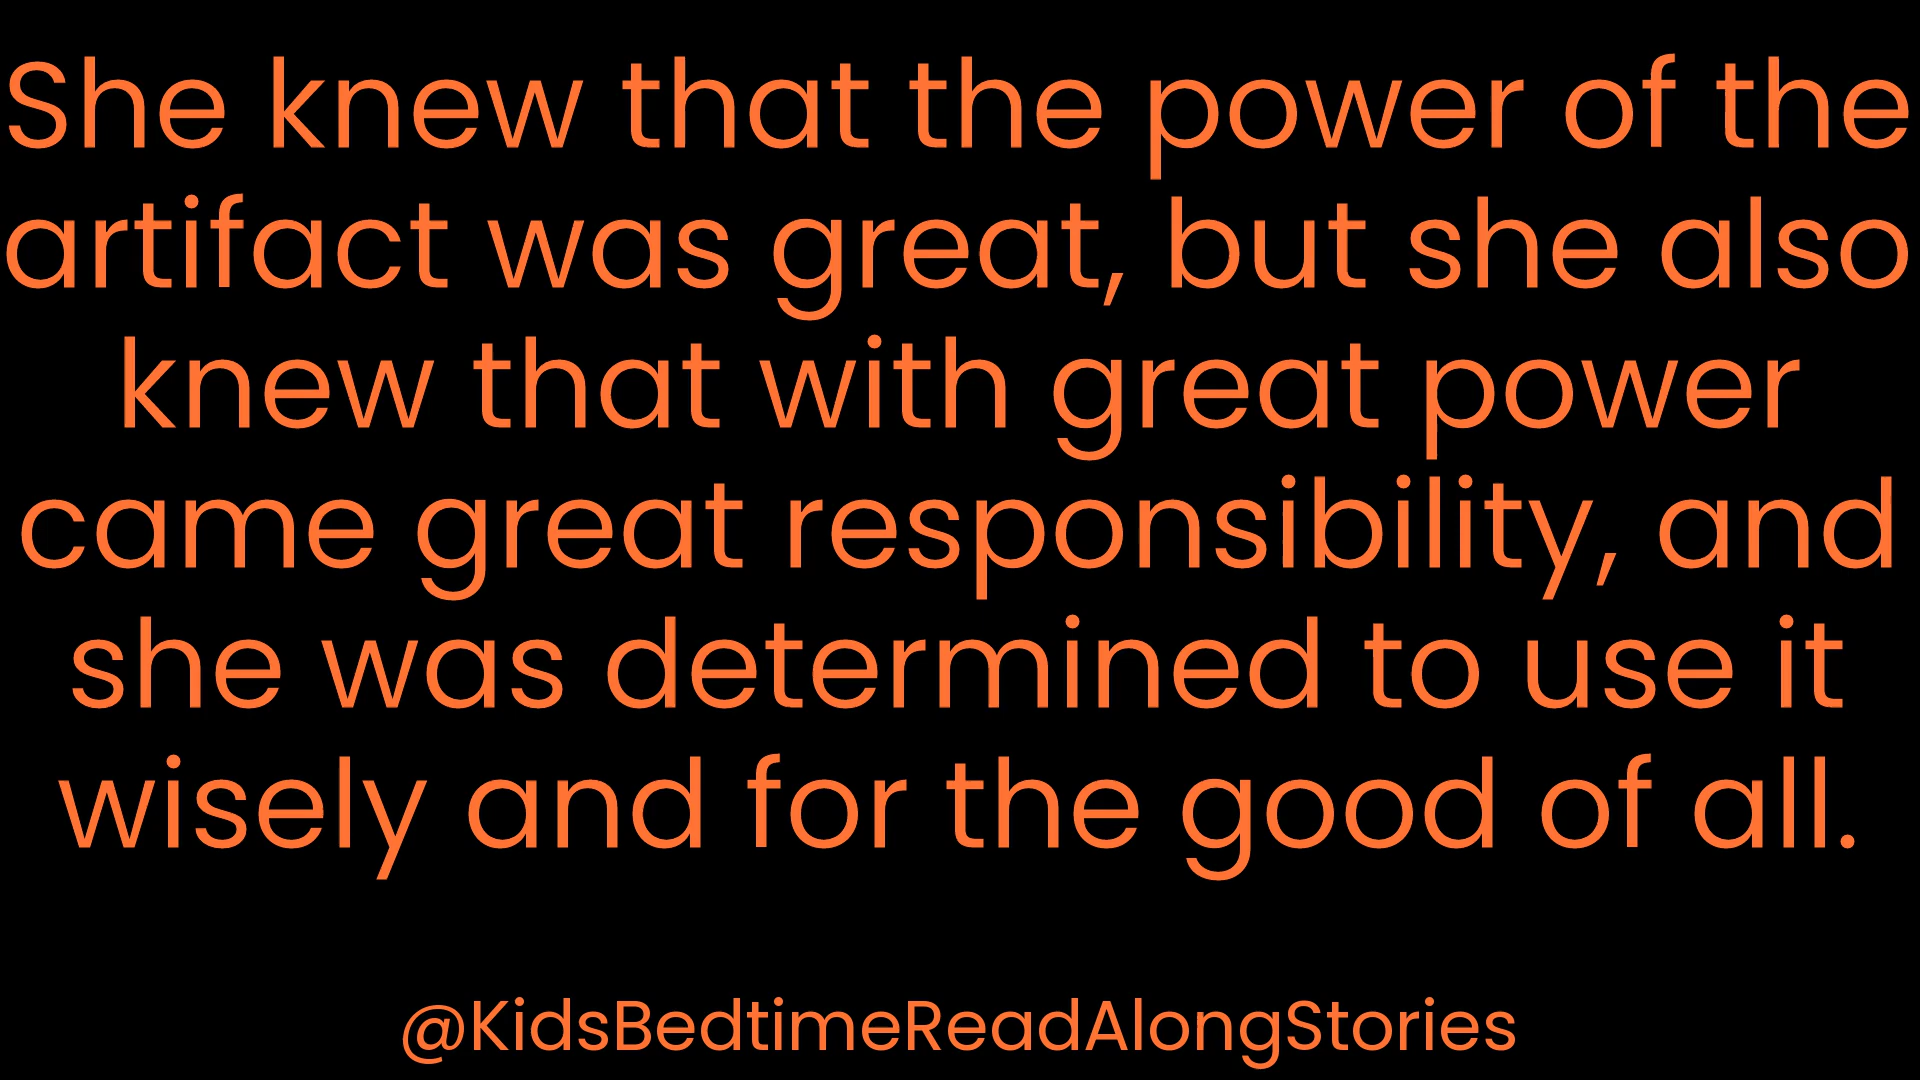 She knew that the power of the
artifact was great, but she also
knew that with great power
came great responsibility, and
she was determined to use it
wisely and for the good of all.
@KidsBedtimeReadAlongStories